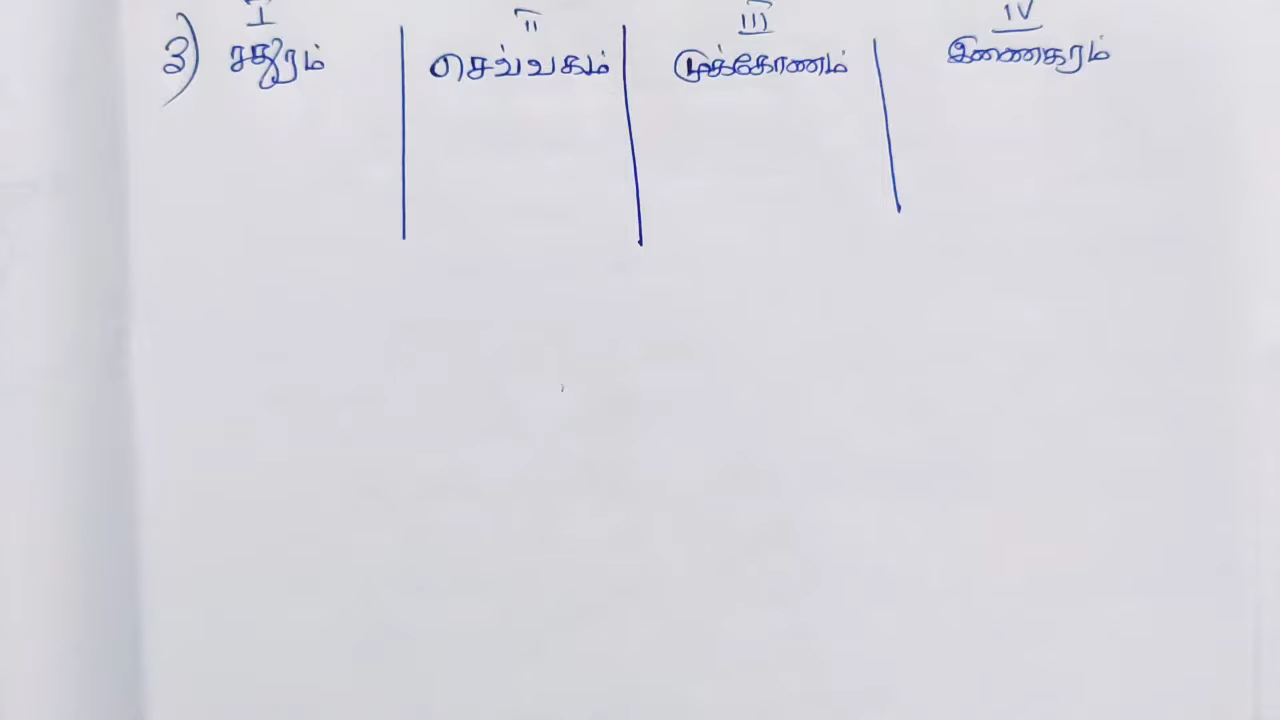 I II III IV
3) சதுரம் செவ்வகம் முக்கோணம் இணைகரம்